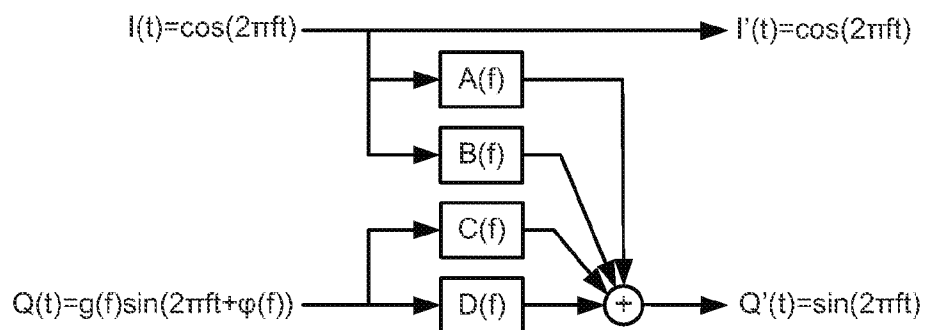 I(t)=cos(2πft)
I'(t)=cos(2πft)
A(f)
B(f)
C(f)
Q(t)=g(f)sin(2πft+φ(f))
D(f)
+
Q'(t)=sin(2πft)